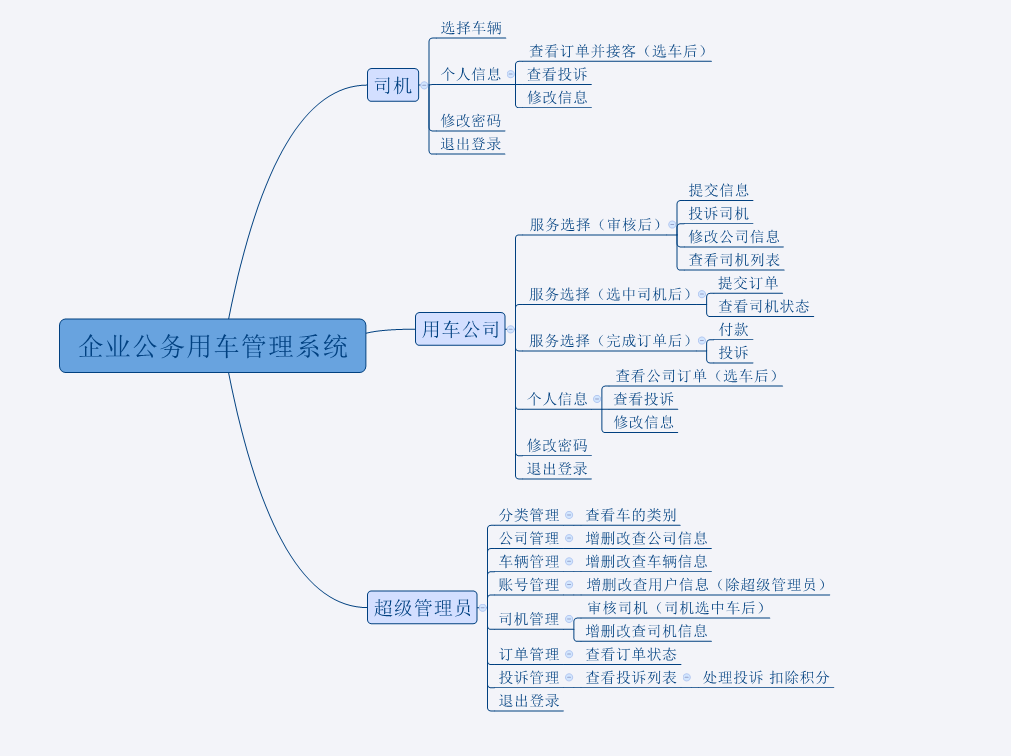 选择车辆
查看订单并接客（选车后）
个人信息
查看投诉
修改信息
司机
修改密码
退出登录
提交信息
投诉司机
服务选择（审核后）
修改公司信息
查看司机列表
提交订单
服务选择（选中司机后）
查看司机状态
用车公司
付款
服务选择（完成订单后）
投诉
企业公务用车管理系统
查看公司订单（选车后）
个人信息
查看投诉
修改信息
修改密码
退出登录
分类管理 查看车的类别
公司管理 增删改查公司信息
车辆管理 增删改查车辆信息
账号管理 增删改查用户信息（除超级管理员）
超级管理员
审核司机（司机选中车后）
司机管理
增删改查司机信息
订单管理 查看订单状态
投诉管理 查看投诉列表 处理投诉 扣除积分
退出登录